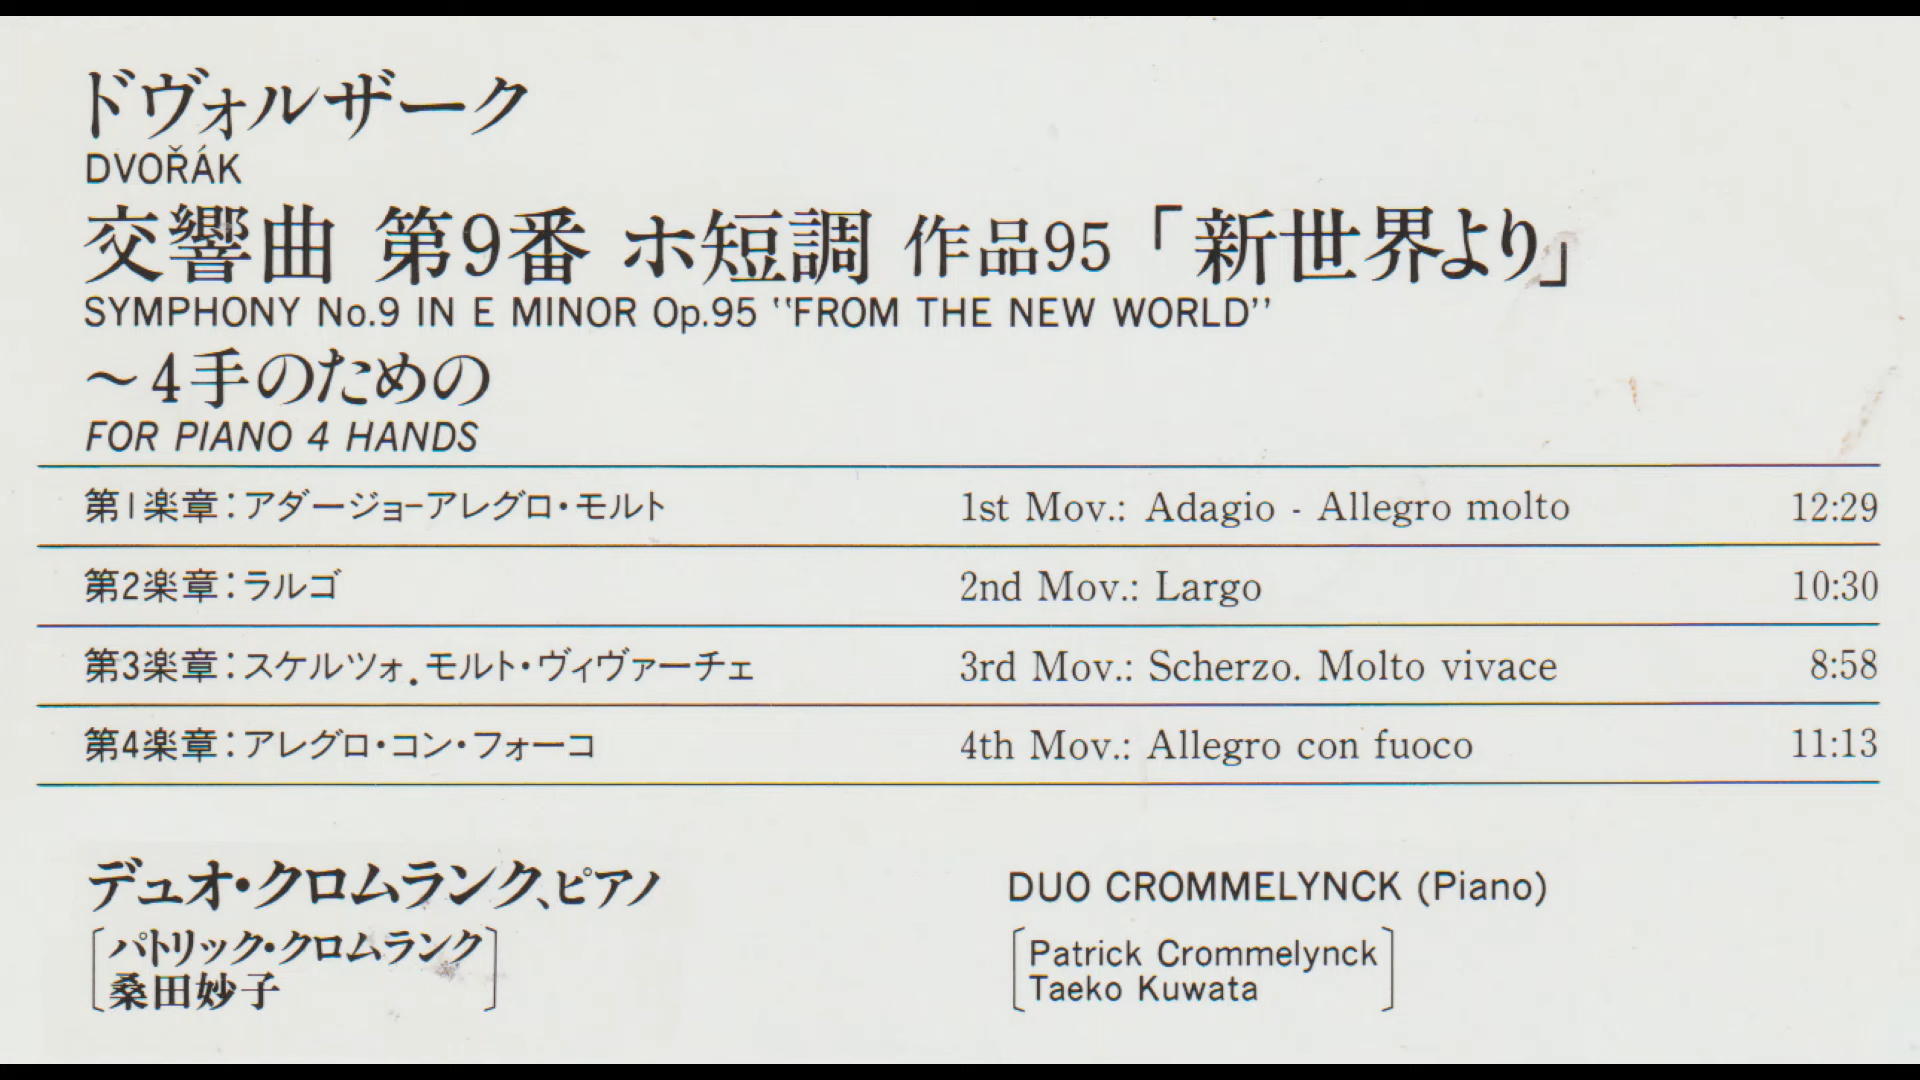 ドヴォルザーク
DVOŘÁK
交響曲 第9番 ホ短調 作品95「新世界より」
SYMPHONY No.9 IN E MINOR Op.95 "FROM THE NEW WORLD"
～4手のための
FOR PIANO 4 HANDS
第1楽章:アダージョ-アレグロ・モルト 1st Mov.: Adagio - Allegro molto 12:29
第2楽章:ラルゴ 2nd Mov.: Largo 10:30
第3楽章:スケルツォ.モルト・ヴィヴァーチェ 3rd Mov.: Scherzo. Molto vivace 8:58
第4楽章:アレグロ・コン・フォーコ 4th Mov.: Allegro con fuoco 11:13
デュオ・クロムランク、ピアノ DUO CROMMELYNCK (Piano)
パトリック・クロムランク Patrick Crommelynck
桑田妙子 Taeko Kuwata